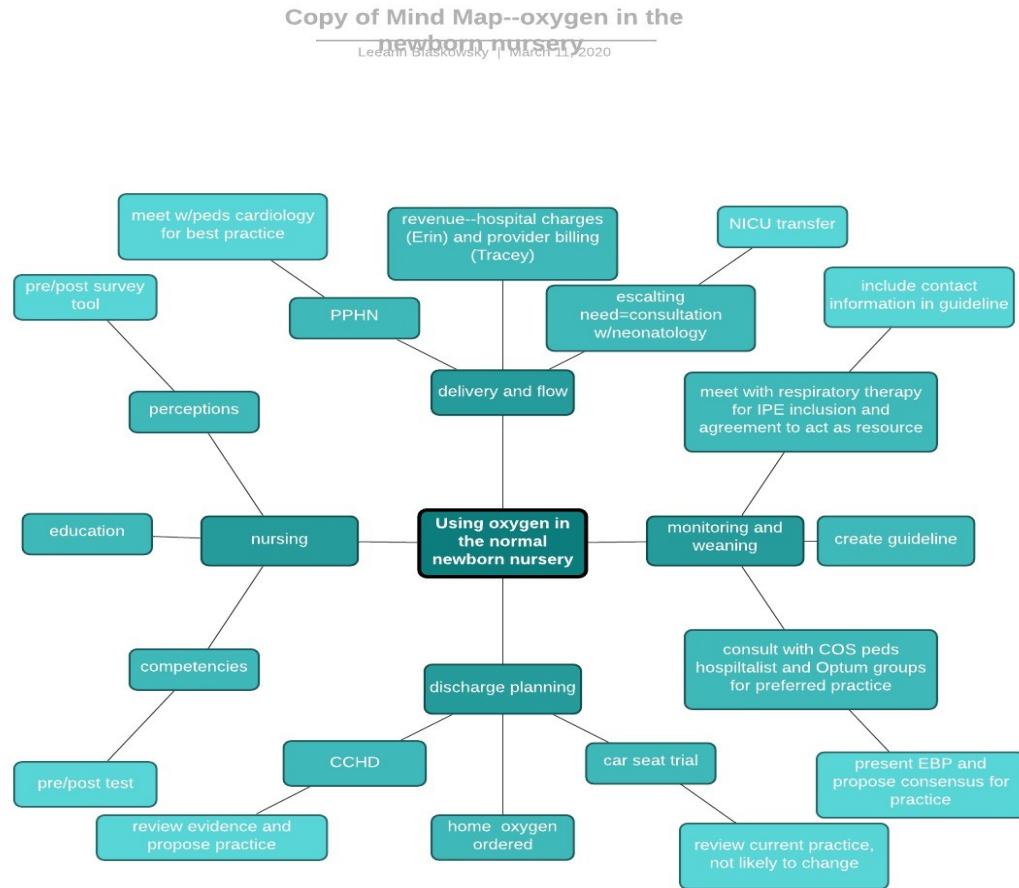 Copy of Mind Map--oxygen in the
newborn nursery
Leeann Blaskowsky | March 11, 2020
meet w/peds cardiology
for best practice
revenue--hospital charges
(Erin) and provider billing
(Tracey)
NICU transfer
pre/post survey
tool
PPHN
escalting
need=consultation
w/neonatology
include contact
information in guideline
perceptions
delivery and flow
meet with respiratory therapy
for IPE inclusion and
agreement to act as resource
education
nursing
Using oxygen in
the normal
newborn nursery
monitoring and
weaning
create guideline
competencies
discharge planning
consult with COS peds
hospiltalist and Optum groups
for preferred practice
pre/post test
CCHD
car seat trial
present EBP and
propose consensus for
practice
review evidence and
propose practice
home oxygen
ordered
review current practice,
not likely to change